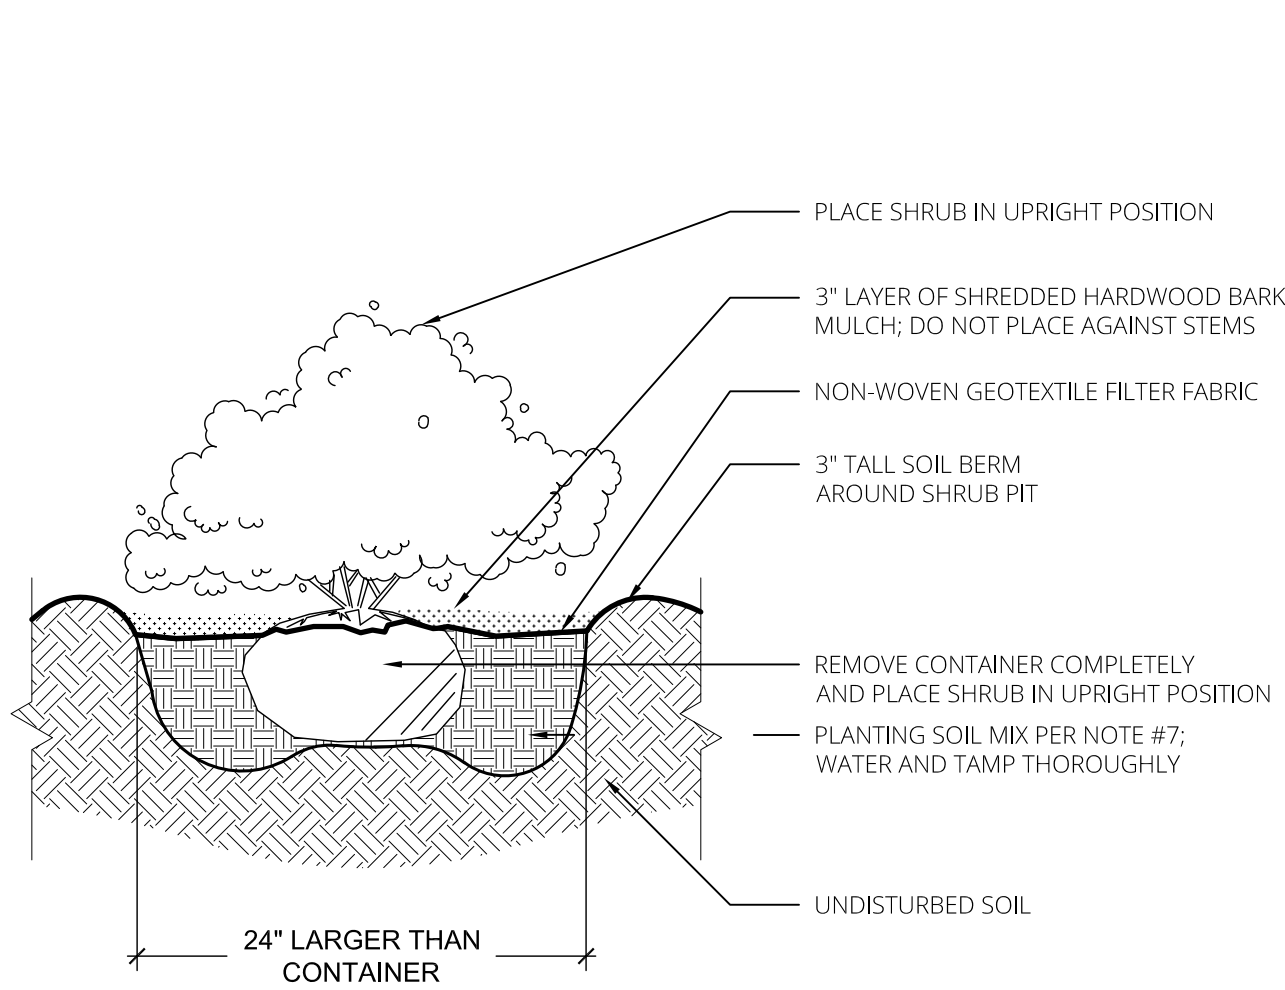 PLACE SHRUB IN UPRIGHT POSITION
3" LAYER OF SHREDDED HARDWOOD BARK
MULCH; DO NOT PLACE AGAINST STEMS
NON-WOVEN GEOTEXTILE FILTER FABRIC
3" TALL SOIL BERM
AROUND SHRUB PIT
REMOVE CONTAINER COMPLETELY
AND PLACE SHRUB IN UPRIGHT POSITION
PLANTING SOIL MIX PER NOTE #7;
WATER AND TAMP THOROUGHLY
UNDISTURBED SOIL
24" LARGER THAN
CONTAINER